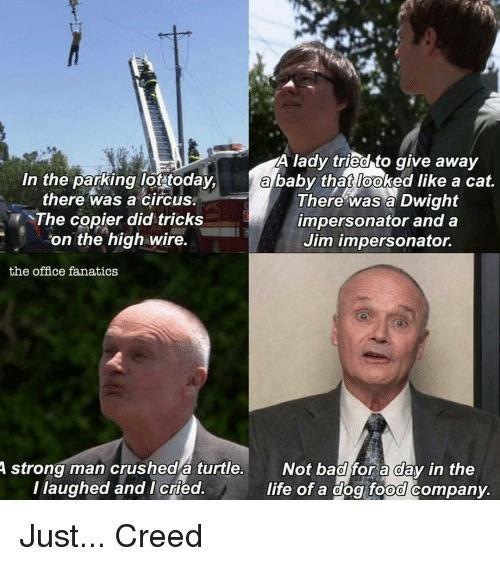 In the parking lot today,
there was a circus.
The copier did tricks
on the high wire.
A lady tried to give away
a baby that looked like a cat.
There was a Dwight
impersonator and a
Jim impersonator.
the office fanatics
A strong man crushed a turtle.
I laughed and I cried.
Not bad for a day in the
life of a dog food company.
Just... Creed